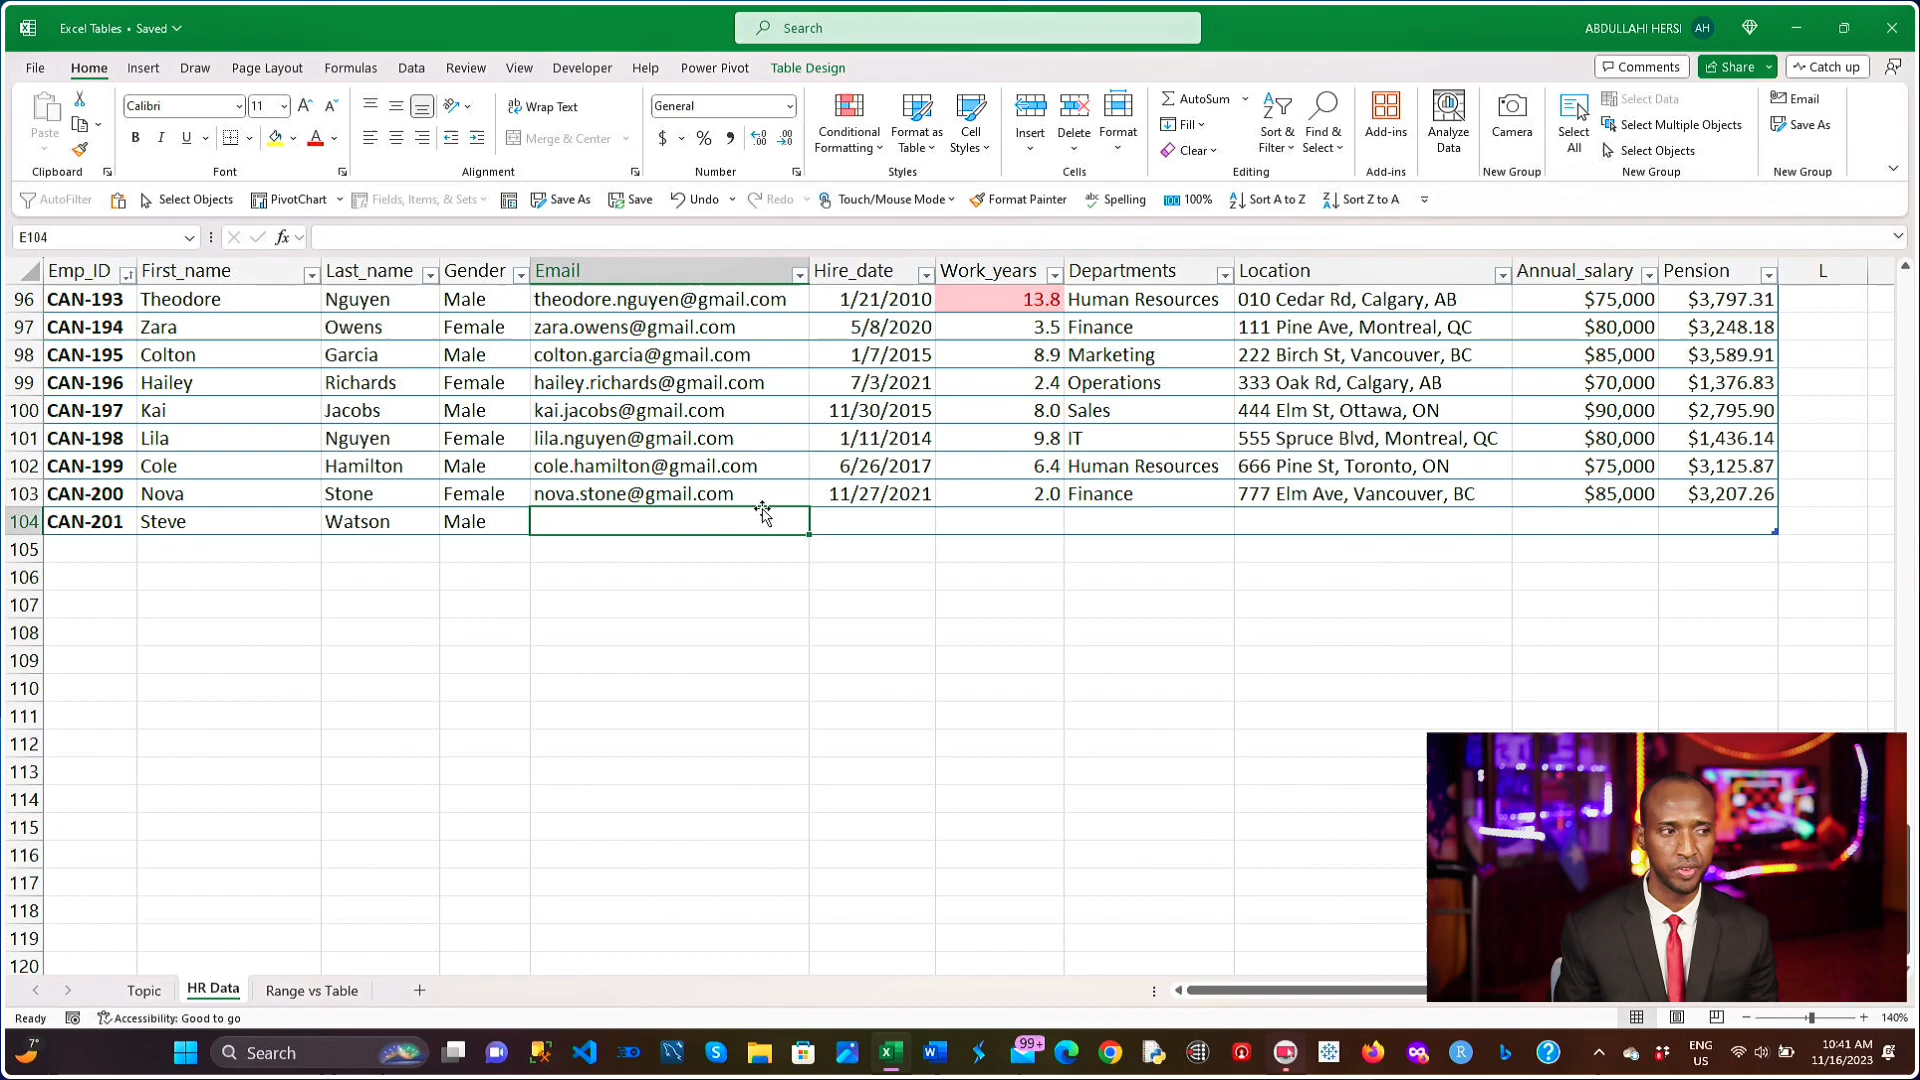 Excel Tables • Saved
Search
ABDULLAHI HERSI
AH
File Home Insert Draw Page Layout Formulas Data Review View Developer Help Power Pivot Table Design
Comments Share Catch up
Paste
Clipboard
Calibri 11
B I U
Font
Wrap Text
Merge & Center
Alignment
General
$ % ,
Number
Conditional Formatting
Format as Table
Cell Styles
Styles
Insert
Delete
Format
Cells
AutoSum
Fill
Clear
Sort & Filter
Find & Select
Editing
Add-ins
Add-ins
Analyze Data
Camera
New Group
Select All
Select Data
Select Multiple Objects
Select Objects
New Group
Email
Save As
New Group
AutoFilter Select Objects PivotChart Fields, Items, & Sets Save As Save Undo Redo Touch/Mouse Mode Format Painter Spelling 100% Sort A to Z Sort Z to A
E104 fx
Emp_ID First_name Last_name Gender Email Hire_date Work_years Departments Location Annual_salary Pension L
96 CAN-193 Theodore Nguyen Male theodore.nguyen@gmail.com 1/21/2010 13.8 Human Resources 010 Cedar Rd, Calgary, AB $75,000 $3,797.31
97 CAN-194 Zara Owens Female zara.owens@gmail.com 5/8/2020 3.5 Finance 111 Pine Ave, Montreal, QC $80,000 $3,248.18
98 CAN-195 Colton Garcia Male colton.garcia@gmail.com 1/7/2015 8.9 Marketing 222 Birch St, Vancouver, BC $85,000 $3,589.91
99 CAN-196 Hailey Richards Female hailey.richards@gmail.com 7/3/2021 2.4 Operations 333 Oak Rd, Calgary, AB $70,000 $1,376.83
100 CAN-197 Kai Jacobs Male kai.jacobs@gmail.com 11/30/2015 8.0 Sales 444 Elm St, Ottawa, ON $90,000 $2,795.90
101 CAN-198 Lila Nguyen Female lila.nguyen@gmail.com 1/11/2014 9.8 IT 555 Spruce Blvd, Montreal, QC $80,000 $1,436.14
102 CAN-199 Cole Hamilton Male cole.hamilton@gmail.com 6/26/2017 6.4 Human Resources 666 Pine St, Toronto, ON $75,000 $3,125.87
103 CAN-200 Nova Stone Female nova.stone@gmail.com 11/27/2021 2.0 Finance 777 Elm Ave, Vancouver, BC $85,000 $3,207.26
104 CAN-201 Steve Watson Male
105
106
107
108
109
110
111
112
113
114
115
116
117
118
119
120
Topic HR Data Range vs Table
Ready Accessibility: Good to go 140%
7°
Search
99+
ENG
US
10:41 AM
11/16/2023